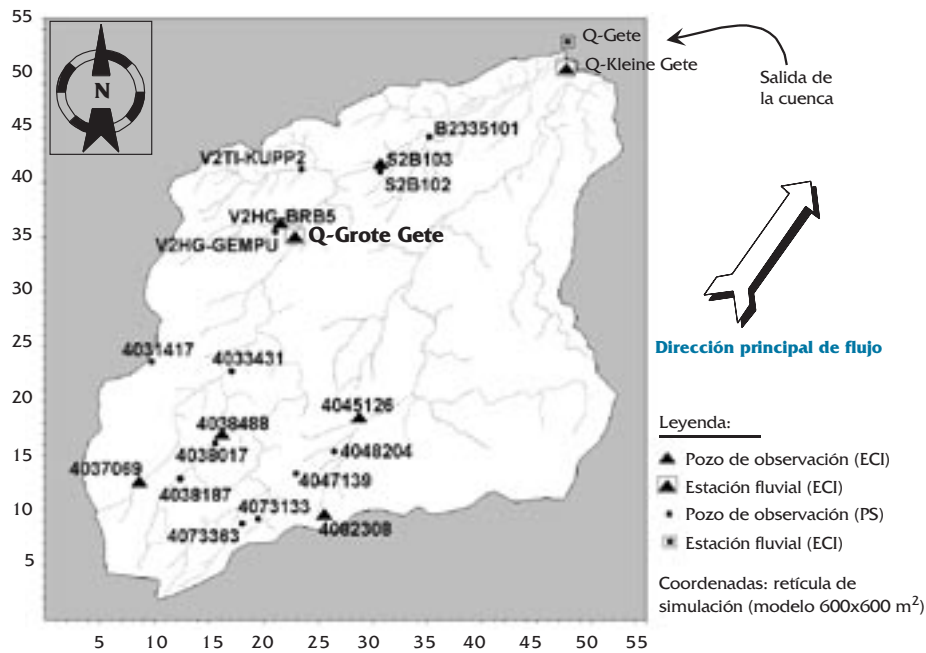 55
50
45
40
35
30
25
20
15
10
5
N
Q-Gete
Q-Kleine Gete
Salida de
la cuenca
B2335101
V2TI-KUPP2
S2B103
S2B102
V2HG-BRB5
V2HG-GEMPU
Q-Grote Gete
Dirección principal de flujo
4031417
4033431
4045126
4038488
4038017
4048204
4037069
4038187
4047139
4073133
4073363
4082308
Leyenda:
Pozo de observación (ECI)
Estación fluvial (ECI)
Pozo de observación (PS)
Estación fluvial (ECI)
Coordenadas: retícula de
simulación (modelo 600x600 m²)
5 10 15 20 25 30 35 40 45 50